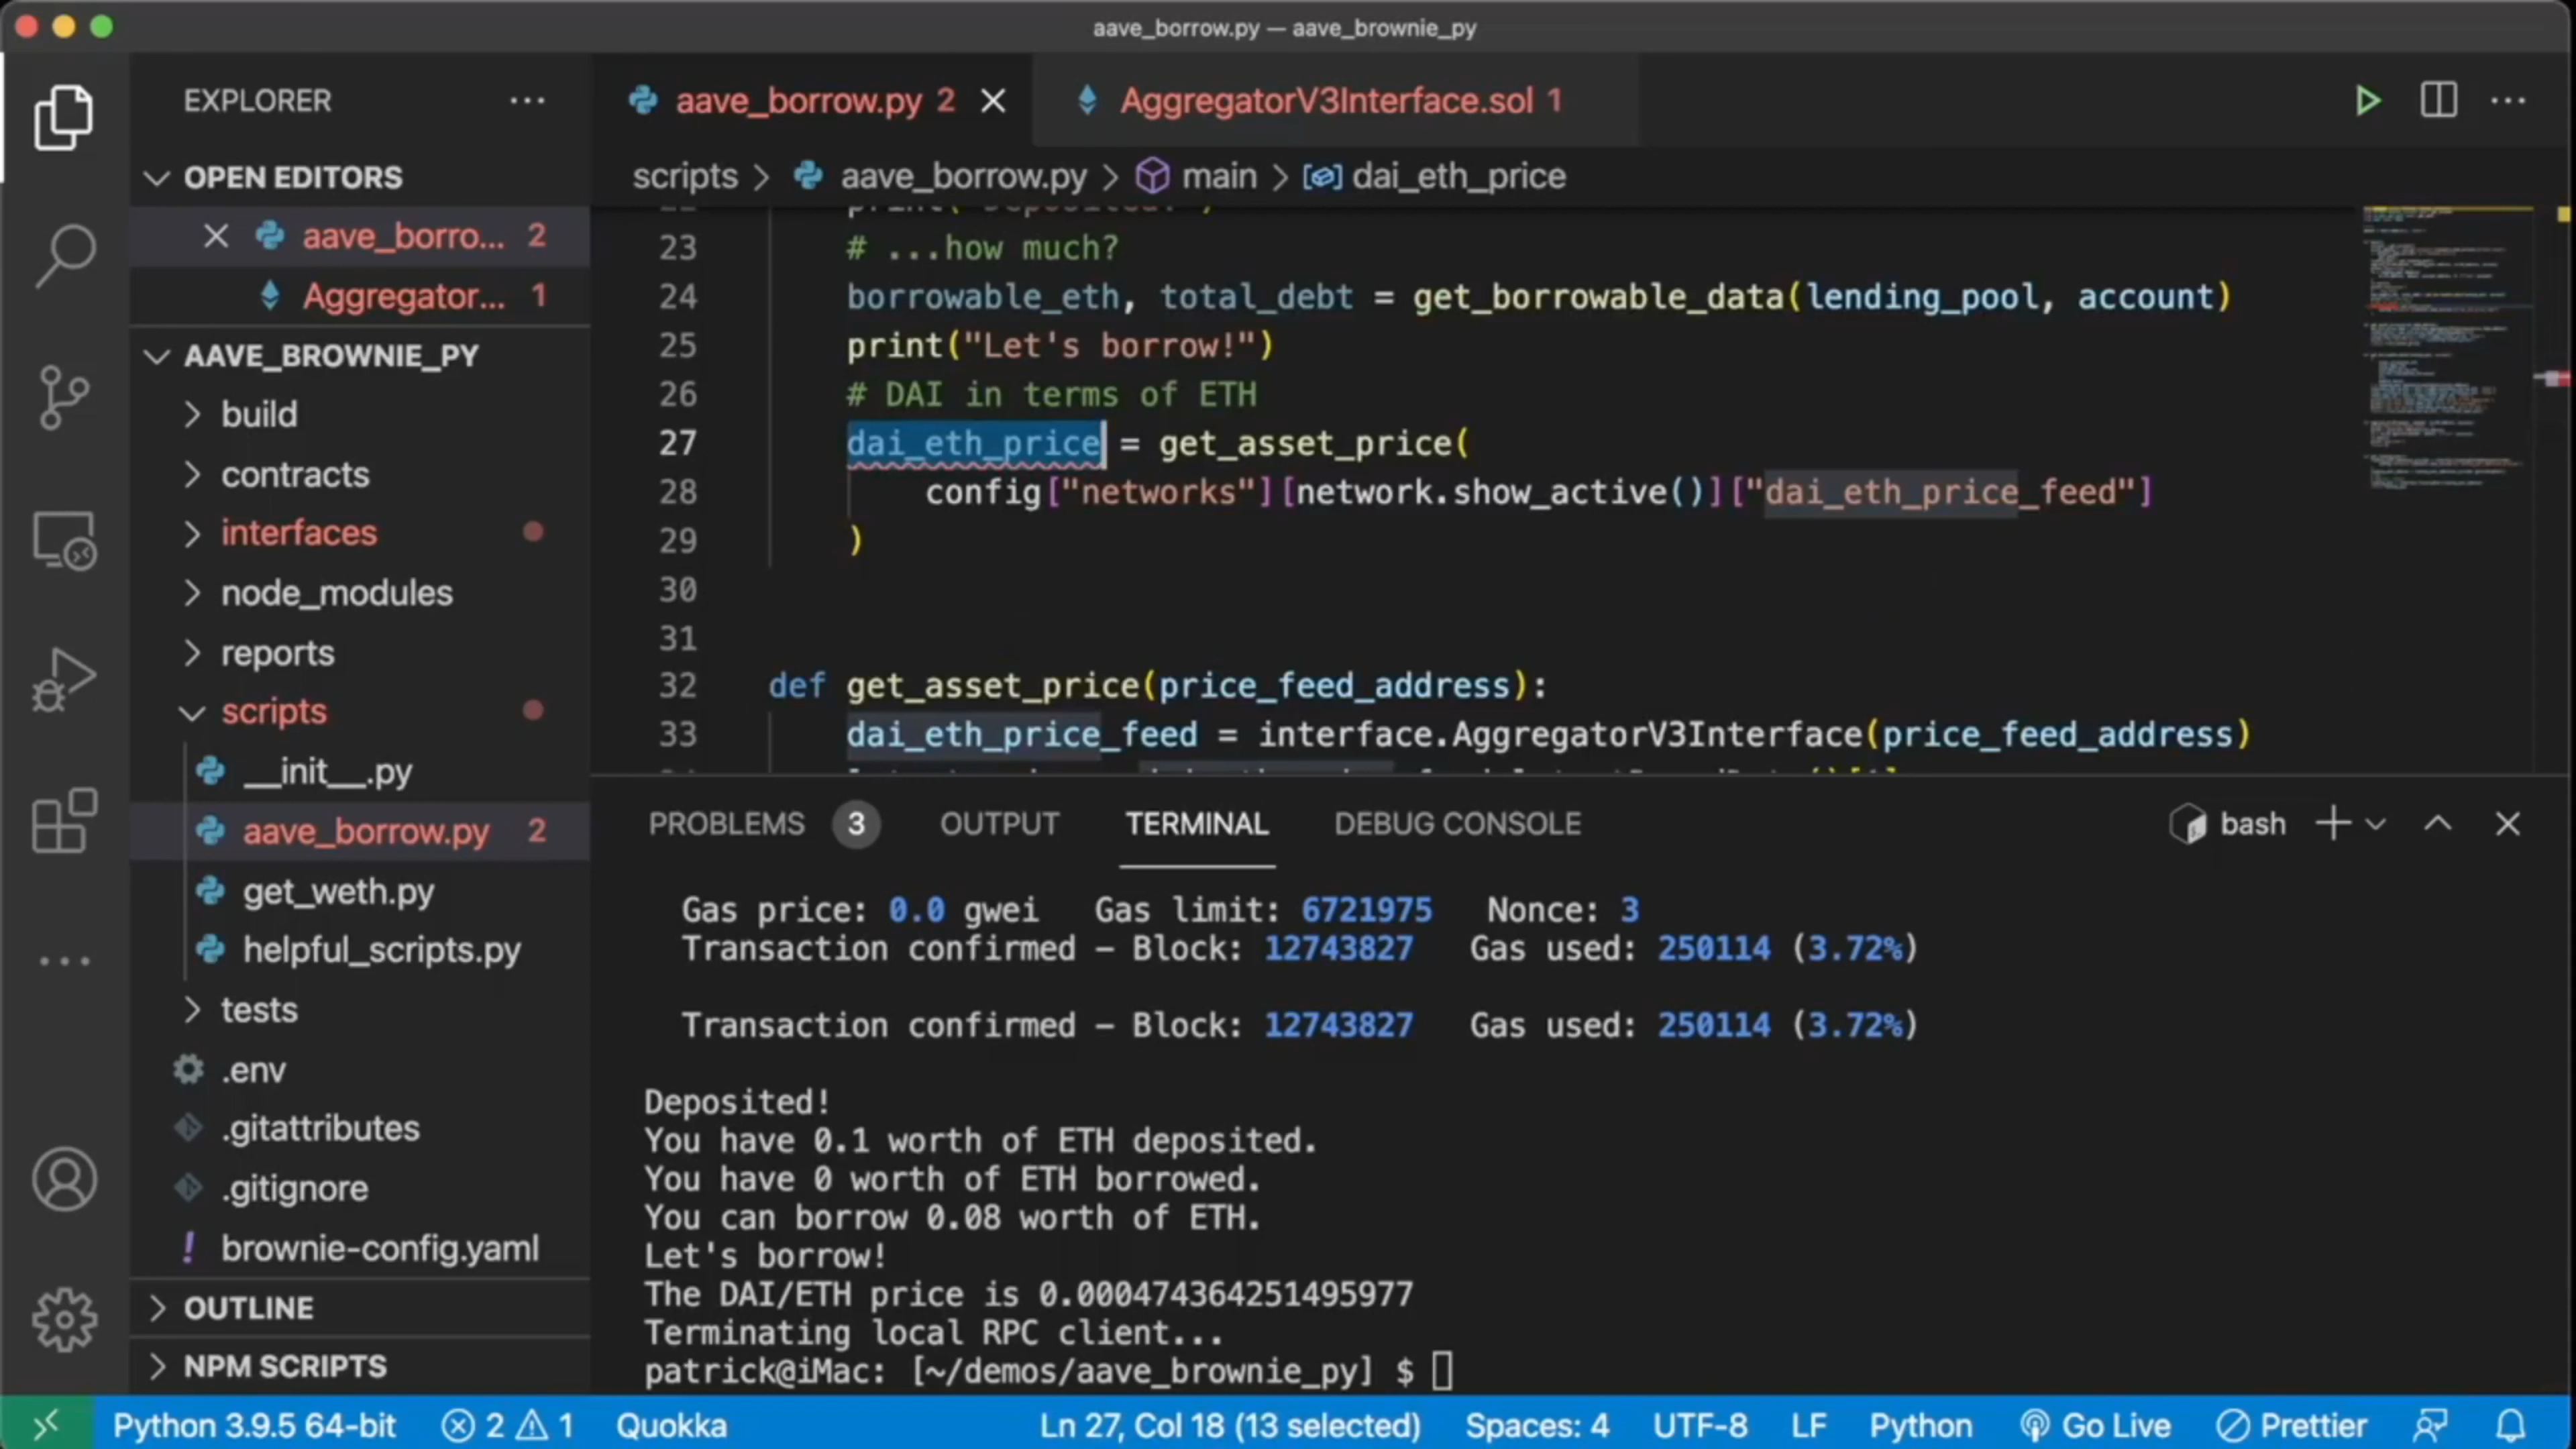 aave_borrow.py — aave_brownie_py
EXPLORER
aave_borrow.py 2
AggregatorV3Interface.sol 1
OPEN EDITORS
scripts > aave_borrow.py > main > dai_eth_price
aave_borro... 2
Aggregator... 1
AAVE_BROWNIE_PY
build
contracts
interfaces
node_modules
reports
scripts
__init__.py
aave_borrow.py 2
get_weth.py
helpful_scripts.py
tests
.env
.gitattributes
.gitignore
brownie-config.yaml
OUTLINE
NPM SCRIPTS
23 # ...how much?
24 borrowable_eth, total_debt = get_borrowable_data(lending_pool, account)
25 print("Let's borrow!")
26 # DAI in terms of ETH
27 dai_eth_price = get_asset_price(
28 config["networks"][network.show_active()]["dai_eth_price_feed"]
29 )
30
31
32 def get_asset_price(price_feed_address):
33 dai_eth_price_feed = interface.AggregatorV3Interface(price_feed_address)
PROBLEMS 3 OUTPUT TERMINAL DEBUG CONSOLE
bash
Gas price: 0.0 gwei Gas limit: 6721975 Nonce: 3
Transaction confirmed - Block: 12743827 Gas used: 250114 (3.72%)
Transaction confirmed - Block: 12743827 Gas used: 250114 (3.72%)
Deposited!
You have 0.1 worth of ETH deposited.
You have 0 worth of ETH borrowed.
You can borrow 0.08 worth of ETH.
Let's borrow!
The DAI/ETH price is 0.000474364251495977
Terminating local RPC client...
patrick@iMac: [~/demos/aave_brownie_py] $
Python 3.9.5 64-bit 2 1 Quokka Ln 27, Col 18 (13 selected) Spaces: 4 UTF-8 LF Python Go Live Prettier